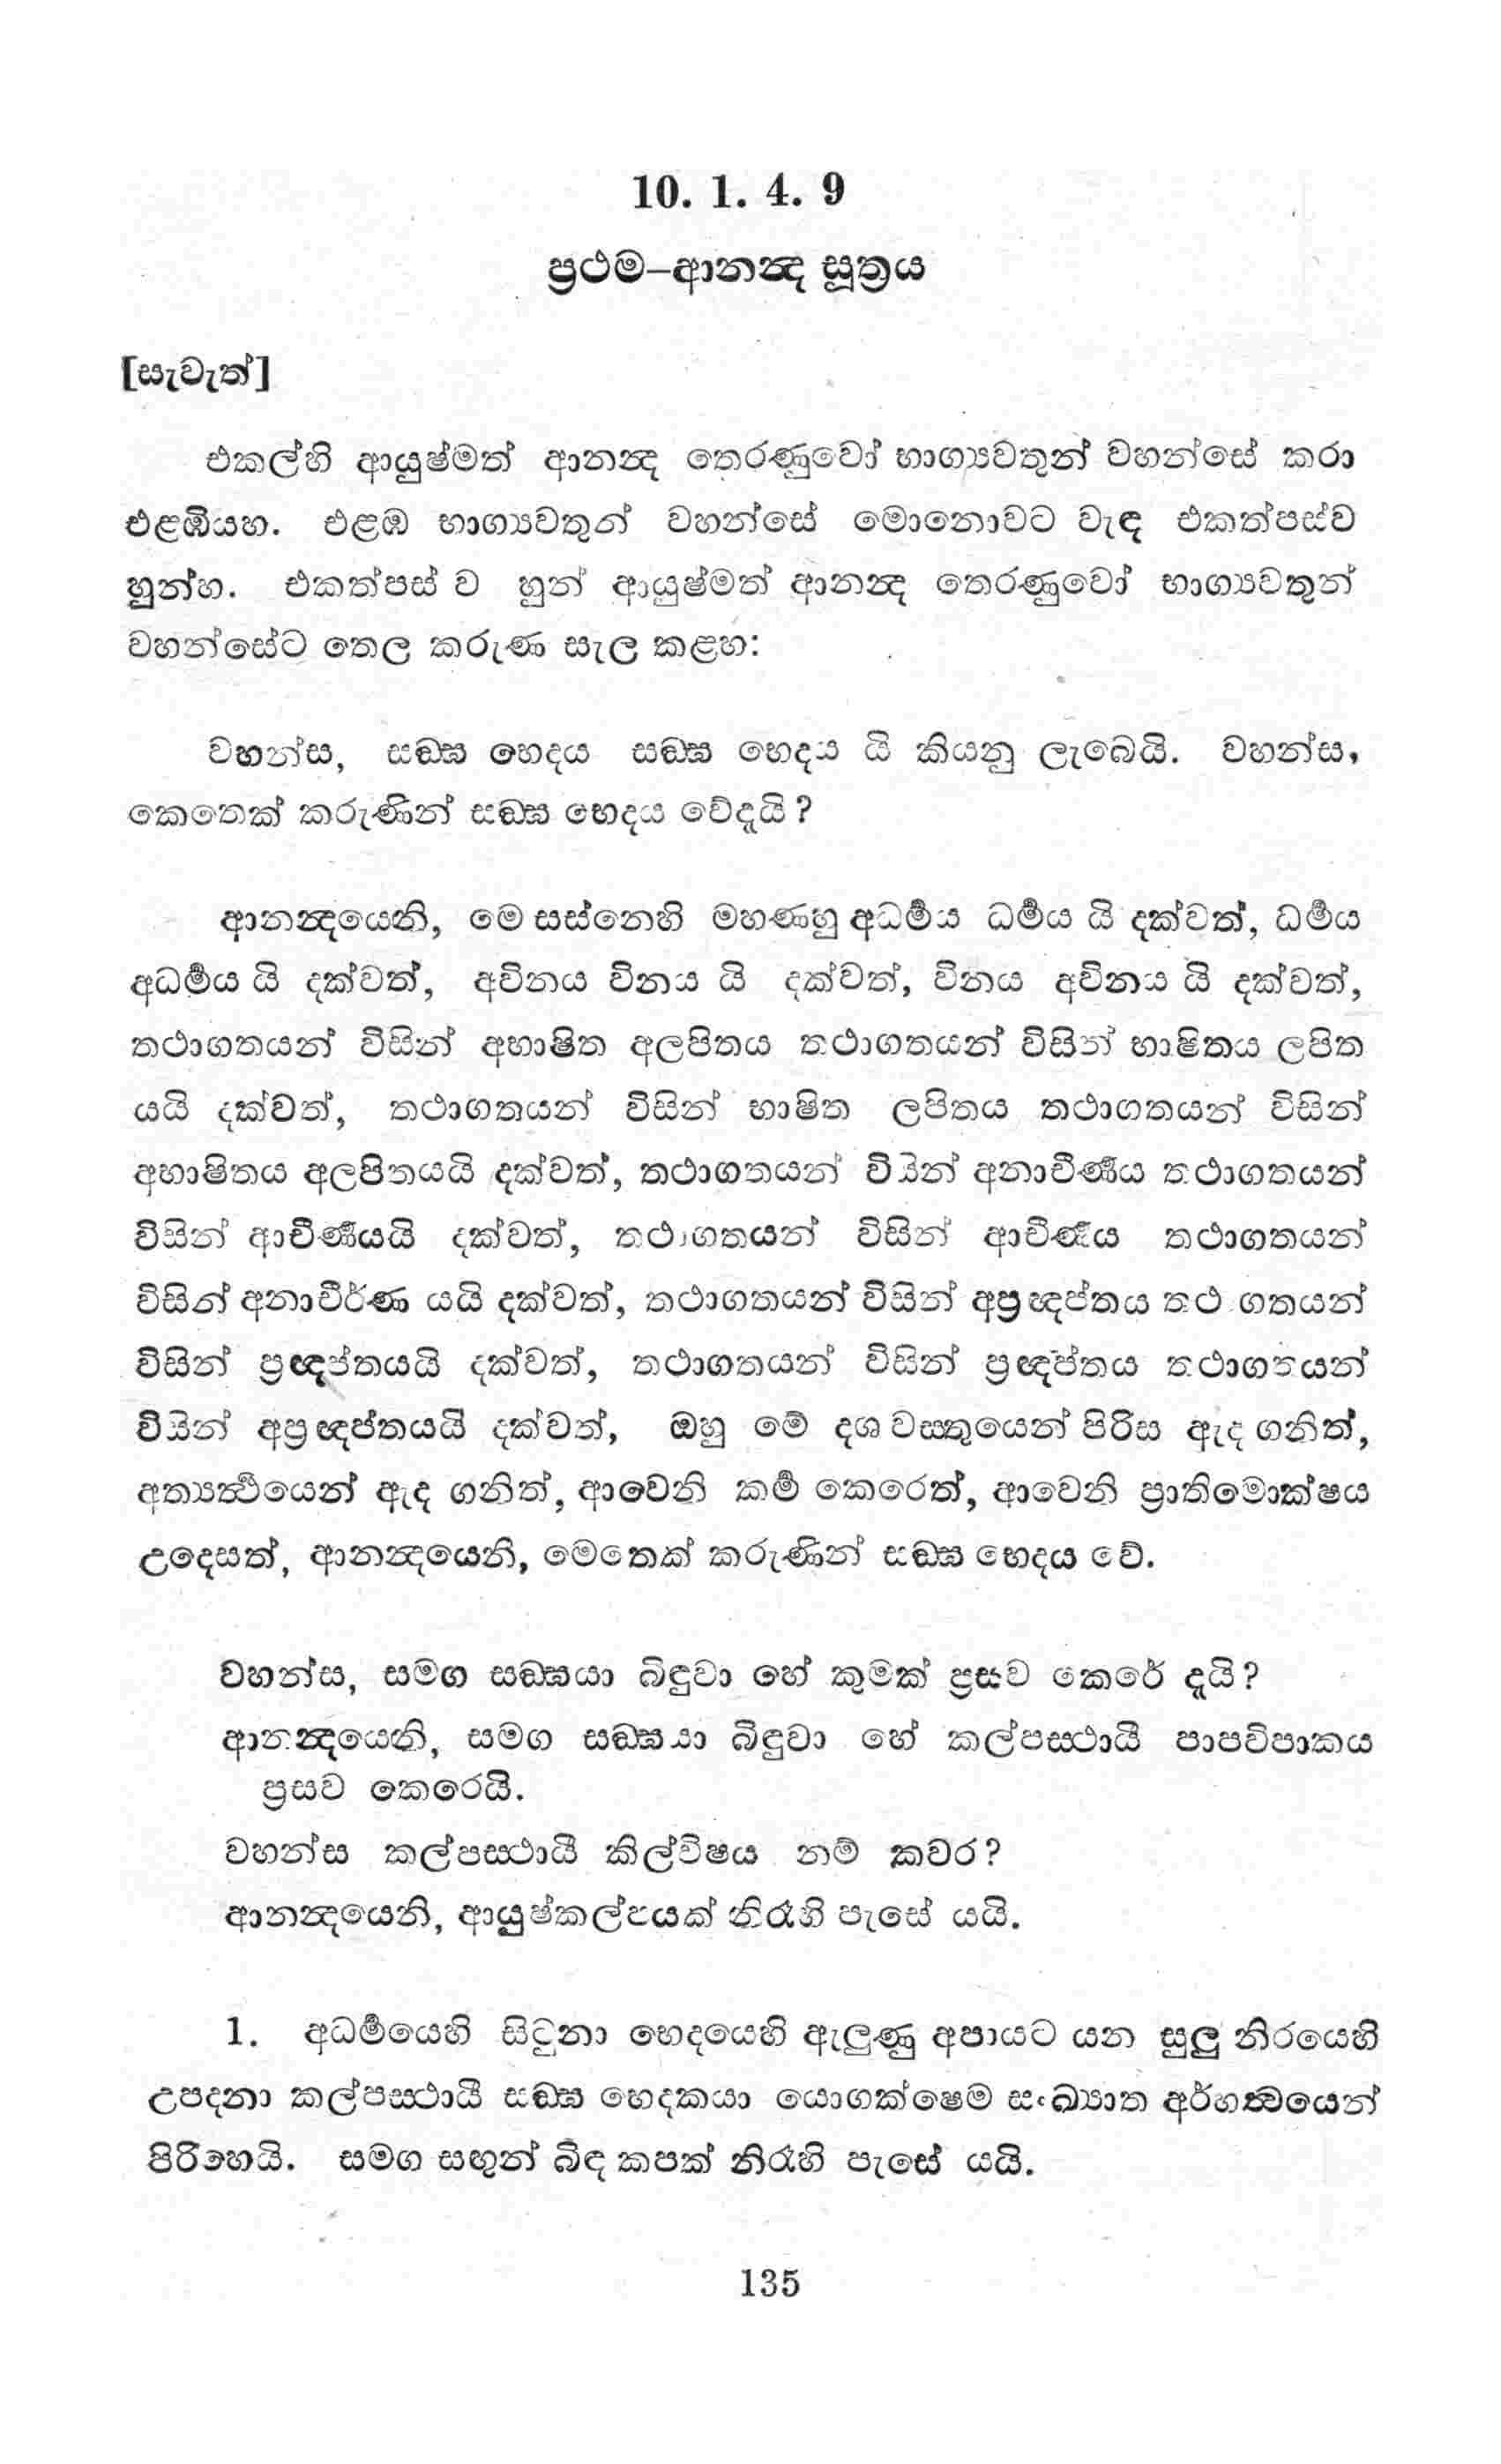 10. 1. 4. 9
ප්‍රථම–ආනන්‍ද සූත්‍රය
[සැවැත්]
එකල්හි ආයුෂ්මත් ආනන්‍ද තෙරණුවෝ භාග්‍යවතුන් වහන්සේ කරා
එළඹියහ. එළඹ භාග්‍යවතුන් වහන්සේ මොනොවට වැඳ එකත්පස්ව
හුන්හ. එකත්පස් ව හුන් ආයුෂ්මත් ආනන්‍ද තෙරණුවෝ භාග්‍යවතුන්
වහන්සේට තෙල කරුණ සැල කළහ:
වහන්ස, සඞ්ඝ භෙදය සඞ්ඝ භෙදය යි කියනු ලැබෙයි. වහන්ස,
කෙතෙක් කරුණින් සඞ්ඝ භෙදය වේදැයි?
ආනන්‍දයෙනි, මෙ සස්නෙහි මහණහු අධර්‍මය ධර්‍මය යි දක්වත්, ධර්‍මය
අධර්‍මය යි දක්වත්, අවිනය විනය යි දක්වත්, විනය අවිනය යි දක්වත්,
තථාගතයන් විසින් අභාෂිත අලපිතය තථාගතයන් විසින් භාෂිතය ලපිත
යයි දක්වත්, තථාගතයන් විසින් භාෂිත ලපිතය තථාගතයන් විසින්
අභාෂිතය අලපිතයයි දක්වත්, තථාගතයන් විසින් අනාචීර්‍ණය තථාගතයන්
විසින් ආචීර්‍ණයයි දක්වත්, තථාගතයන් විසින් ආචීර්‍ණය තථාගතයන්
විසින් අනාචීර්ණ යයි දක්වත්, තථාගතයන් විසින් අප්‍රඥප්තය තථාගතයන්
විසින් ප්‍රඥප්තයයි දක්වත්, තථාගතයන් විසින් ප්‍රඥප්තය තථාගතයන්
විසින් අප්‍රඥප්තයයි දක්වත්, ඔහු මේ දශ වස්තුයෙන් පිරිස ඇද ගනිත්,
අත්‍යර්‍ත්‍ථයෙන් ඇද ගනිත්, ආවෙනි කර්‍ම කෙරෙත්, ආවෙනි ප්‍රාතිමොක්ෂය
උදෙසත්, ආනන්‍දයෙනි, මෙතෙක් කරුණින් සඞ්ඝ භෙදය වේ.
වහන්ස, සමග සඞ්ඝයා බිඳුවා හේ කුමක් ප්‍රසව කෙරේ දැයි?
ආනන්‍දයෙනි, සමග සඞ්ඝයා බිඳුවා හේ කල්පස්ථායී පාපවිපාකය
ප්‍රසව කෙරෙයි.
වහන්ස කල්පස්ථායී කිල්විෂය නම් කවර?
ආනන්‍දයෙනි, ආයුෂ්කල්පයක් නිරැහි පැසේ යයි.
1. අධර්‍මයෙහි සිටුනා භෙදයෙහි ඇලුණු අපායට යන සුලු නිරයෙහි
උපදනා කල්පස්ථායී සඞ්ඝ භෙදකයා යොගක්ෂෙම සංඛ්‍යාත අර්හත්‍වයෙන්
පිරිහෙයි. සමග සඟුන් බිඳ කපක් නිරැහි පැසේ යයි.
135